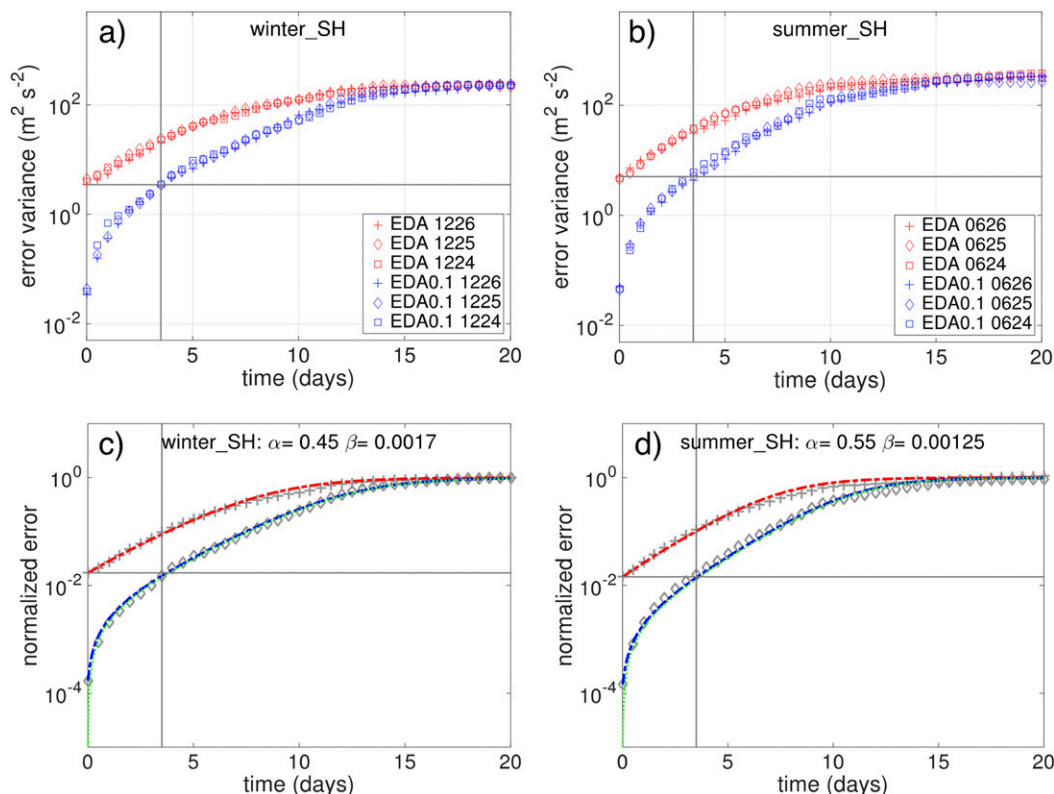 a) winter_SH
error variance (m² s⁻²)
10²
10⁰
10⁻²
+ EDA 1226
◇ EDA 1225
□ EDA 1224
+ EDA0.1 1226
◇ EDA0.1 1225
□ EDA0.1 1224
0 5 10 15 20
time (days)
b) summer_SH
error variance (m² s⁻²)
10²
10⁰
10⁻²
+ EDA 0626
◇ EDA 0625
□ EDA 0624
+ EDA0.1 0626
◇ EDA0.1 0625
□ EDA0.1 0624
0 5 10 15 20
time (days)
c) winter_SH: α= 0.45 β= 0.0017
normalized error
10⁰
10⁻²
10⁻⁴
0 5 10 15 20
time (days)
d) summer_SH: α= 0.55 β= 0.00125
normalized error
10⁰
10⁻²
10⁻⁴
0 5 10 15 20
time (days)